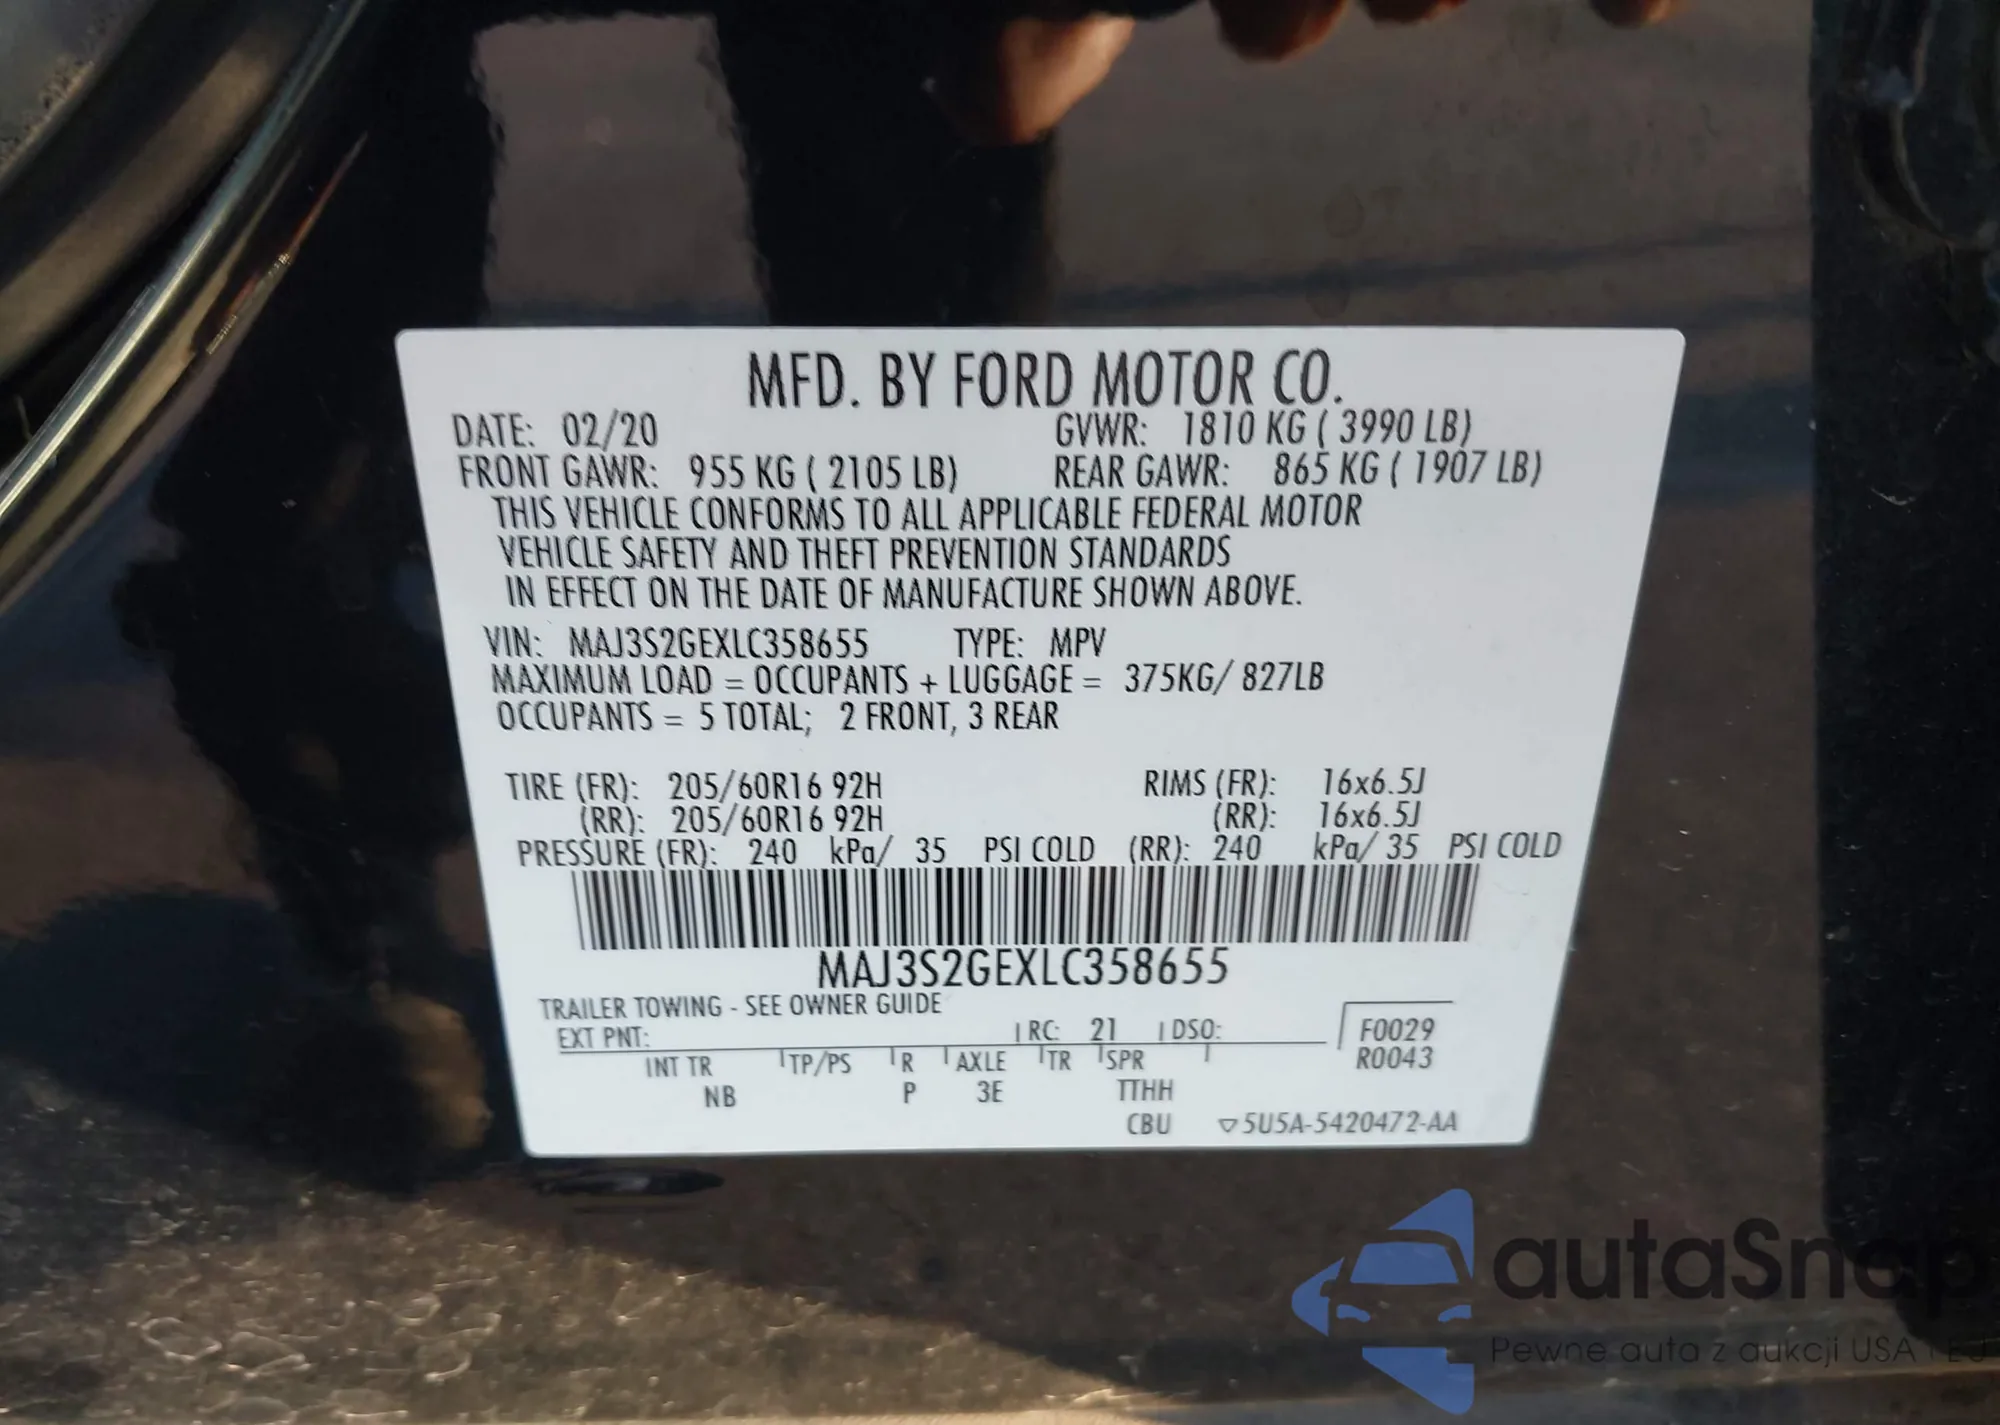 MFD. BY FORD MOTOR CO.
DATE: 02/20 GVWR: 1810 KG ( 3990 LB)
FRONT GAWR: 955 KG ( 2105 LB) REAR GAWR: 865 KG ( 1907 LB)
THIS VEHICLE CONFORMS TO ALL APPLICABLE FEDERAL MOTOR
VEHICLE SAFETY AND THEFT PREVENTION STANDARDS
IN EFFECT ON THE DATE OF MANUFACTURE SHOWN ABOVE.
VIN: MAJ3S2GEXLC358655 TYPE: MPV
MAXIMUM LOAD = OCCUPANTS + LUGGAGE = 375KG/ 827LB
OCCUPANTS = 5 TOTAL; 2 FRONT, 3 REAR
TIRE (FR): 205/60R16 92H RIMS (FR): 16x6.5J
(RR): 205/60R16 92H (RR): 16x6.5J
PRESSURE (FR): 240 kPa/ 35 PSI COLD (RR): 240 kPa/ 35 PSI COLD
MAJ3S2GEXLC358655
TRAILER TOWING - SEE OWNER GUIDE
EXT PNT: RC: 21 DSO: F0029
INT TR TP/PS R AXLE TR SPR R0043
NB P 3E TTHH
CBU ▽5U5A-5420472-AA
autaSnap
Pewne auta z aukcji USA i EU